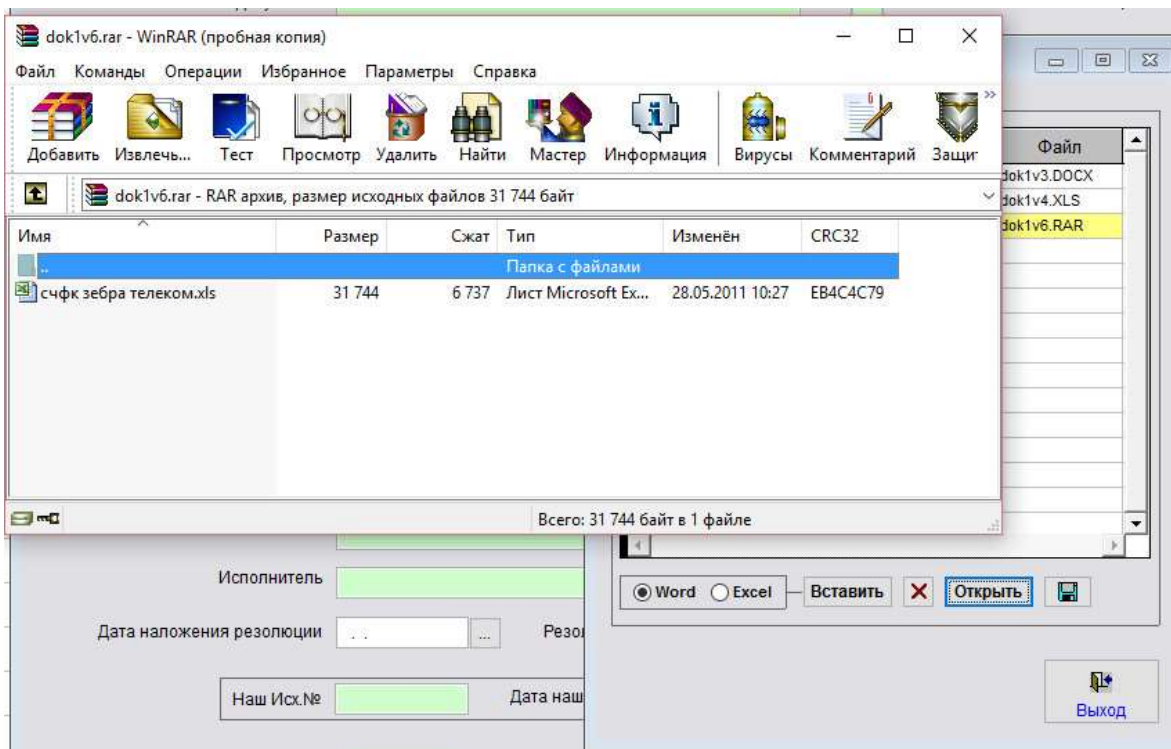 dok1v6.rar - WinRAR (пробная копия)
Файл Команды Операции Избранное Параметры Справка
Добавить Извлечь... Тест Просмотр Удалить Найти Мастер Информация Вирусы Комментарий Защит
dok1v6.rar - RAR архив, размер исходных файлов 31 744 байт
Имя Размер Сжат Тип Изменён CRC32
.. Папка с файлами
счфк зебра телеком.xls 31 744 6 737 Лист Microsoft Ex... 28.05.2011 10:27 EB4C4C79
Всего: 31 744 байт в 1 файле
Файл
dok1v3.DOCX
dok1v4.XLS
dok1v6.RAR
Исполнитель
Word Excel Вставить Открыть
Дата наложения резолюции . . ... Резол
Наш Исх.№ Дата наш
Выход